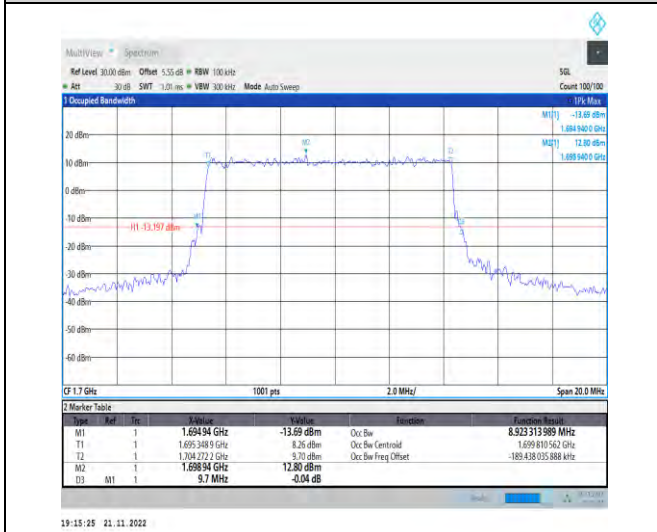 MultiView Spectrum
Ref Level 30.00 dBm Offset 5.55 dB RBW 100 kHz SGL
Att 30 dB SWT 1.01 ms VBW 300 kHz Mode Auto Sweep Count 100/100
1 Occupied Bandwidth 1Pk Max
M1[1] -13.69 dBm
1.694 940 0 GHz
20 dBm M2 M2[1] 12.80 dBm
1.698 940 0 GHz
T1 T2
10 dBm
0 dBm
-10 dBm M1
H1 -13.197 dBm
-20 dBm
-30 dBm
-40 dBm
-50 dBm
-60 dBm
CF 1.7 GHz 1001 pts 2.0 MHz/ Span 20.0 MHz
2 Marker Table
Type Ref Trc X-Value Y-Value Function Function Result
M1 1 1.69494 GHz -13.69 dBm Occ Bw 8.923 313 989 MHz
T1 1 1.695 348 9 GHz 8.26 dBm Occ Bw Centroid 1.699 810 562 GHz
T2 1 1.704 272 2 GHz 9.70 dBm Occ Bw Freq Offset -189.438 035 888 kHz
M2 1 1.69894 GHz 12.80 dBm
D3 M1 1 9.7 MHz -0.04 dB
19:15:25 21.11.2022